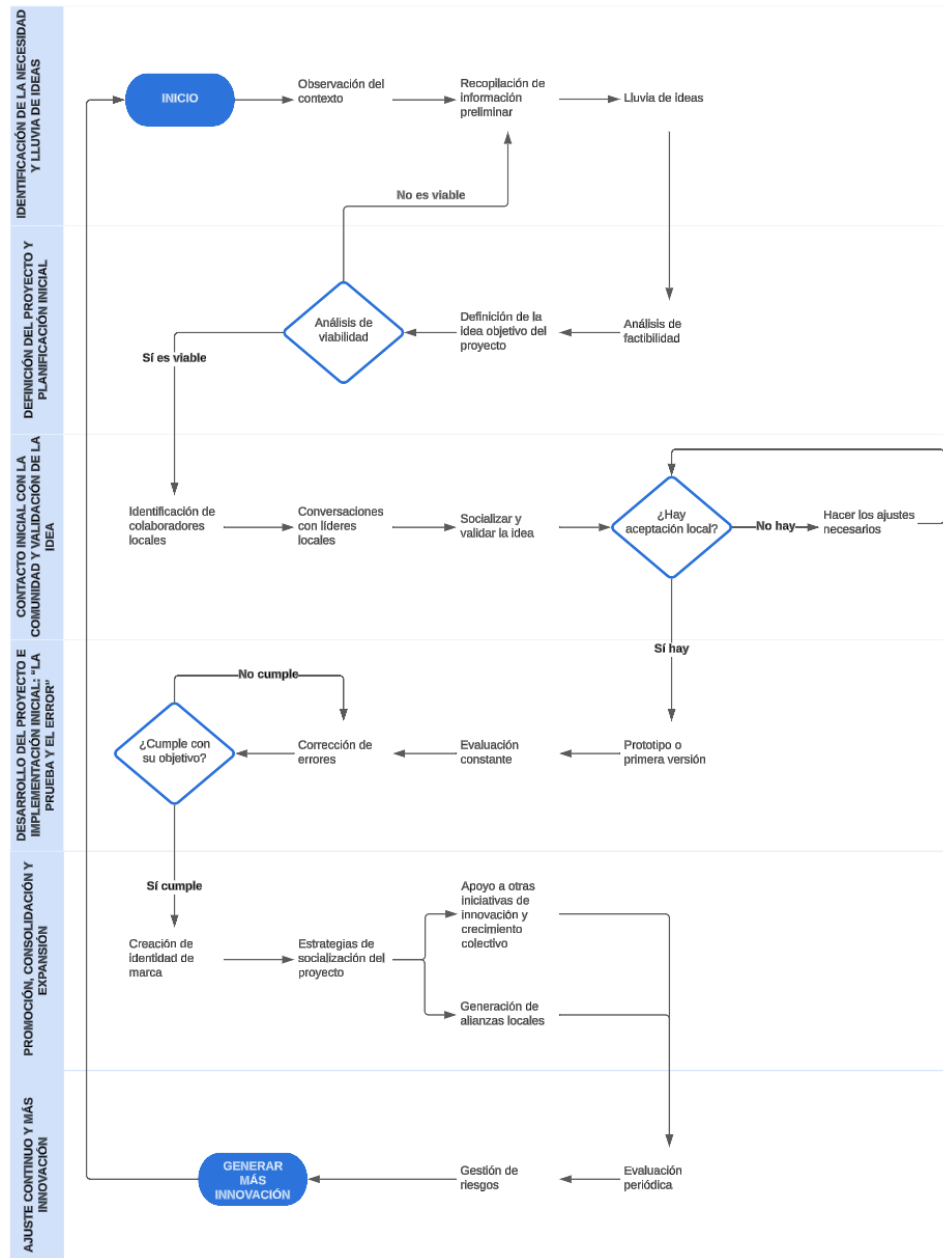 IDENTIFICACIÓN DE LA NECESIDAD
Y LLUVIA DE IDEAS
INICIO
Observación del
contexto
Recopilación de
información
preliminar
Lluvia de ideas
No es viable
DEFINICIÓN DEL PROYECTO Y
PLANIFICACIÓN INICIAL
Análisis de
viabilidad
Definición de la
idea objetivo del
proyecto
Análisis de
factibilidad
Sí es viable
CONTACTO INICIAL CON LA
COMUNIDAD Y VALIDACIÓN DE LA
IDEA
Identificación de
colaboradores
locales
Conversaciones
con líderes
locales
Socializar y
validar la idea
¿Hay
aceptación local?
No hay
Hacer los ajustes
necesarios
Sí hay
DESARROLLO DEL PROYECTO E
IMPLEMENTACIÓN INICIAL: "LA
PRUEBA Y EL ERROR"
No cumple
¿Cumple con
su objetivo?
Corrección de
errores
Evaluación
constante
Prototipo o
primera versión
Sí cumple
PROMOCIÓN, CONSOLIDACIÓN Y
EXPANSIÓN
Creación de
identidad de
marca
Estrategias de
socialización del
proyecto
Apoyo a otras
iniciativas de
innovación y
crecimiento
colectivo
Generación de
alianzas locales
AJUSTE CONTINUO Y MÁS
INNOVACIÓN
GENERAR
MÁS
INNOVACIÓN
Gestión de
riesgos
Evaluación
periódica